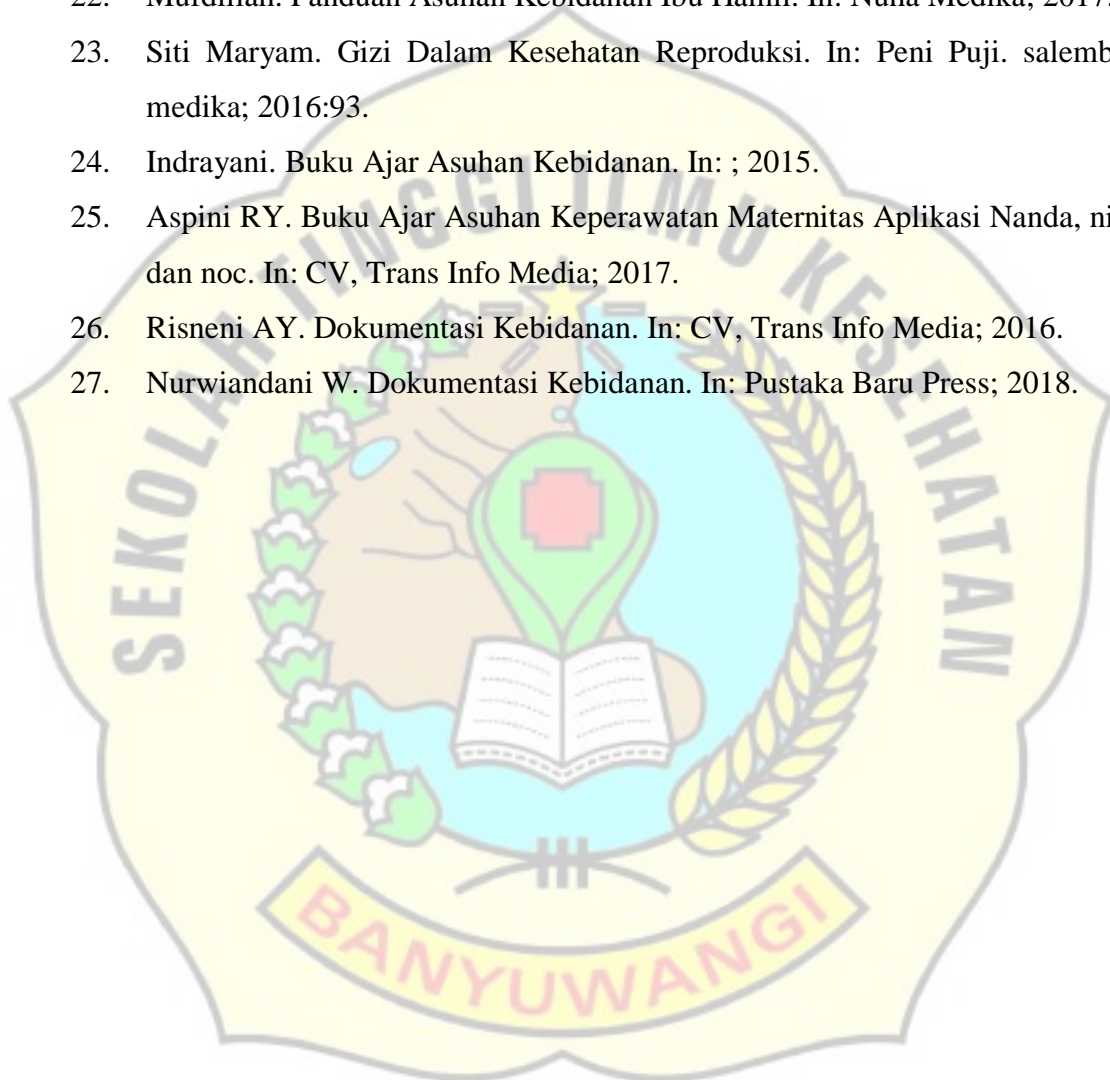 23. Siti Maryam. Gizi Dalam Kesehatan Reproduksi. In: Peni Puji. salemb
medika; 2016:93.
24. Indrayani. Buku Ajar Asuhan Kebidanan. In: ; 2015.
25. Aspini RY. Buku Ajar Asuhan Keperawatan Maternitas Aplikasi Nanda, ni
dan noc. In: CV, Trans Info Media; 2017.
26. Risneni AY. Dokumentasi Kebidanan. In: CV, Trans Info Media; 2016.
27. Nurwiandani W. Dokumentasi Kebidanan. In: Pustaka Baru Press; 2018.
SEKOLAH TINGGI ILMU KESEHATAN
BANYUWANGI